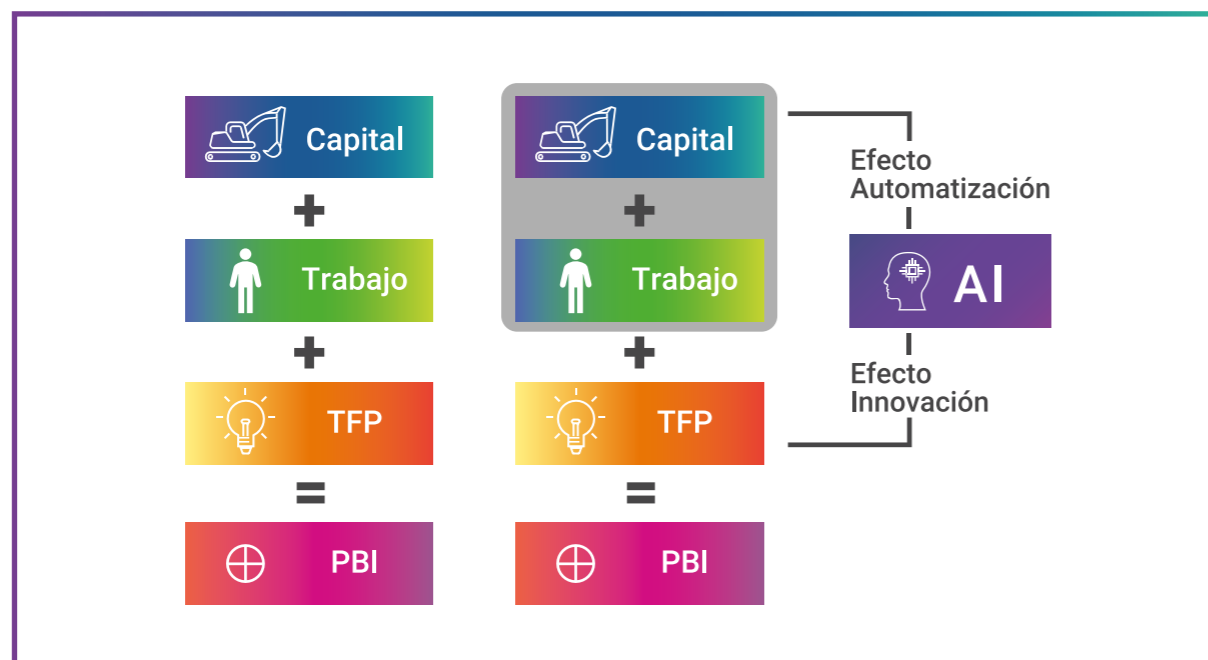 Capital
+
Trabajo
+
TFP
=
PBI
Capital
+
Trabajo
+
TFP
=
PBI
Efecto
Automatización
AI
Efecto
Innovación